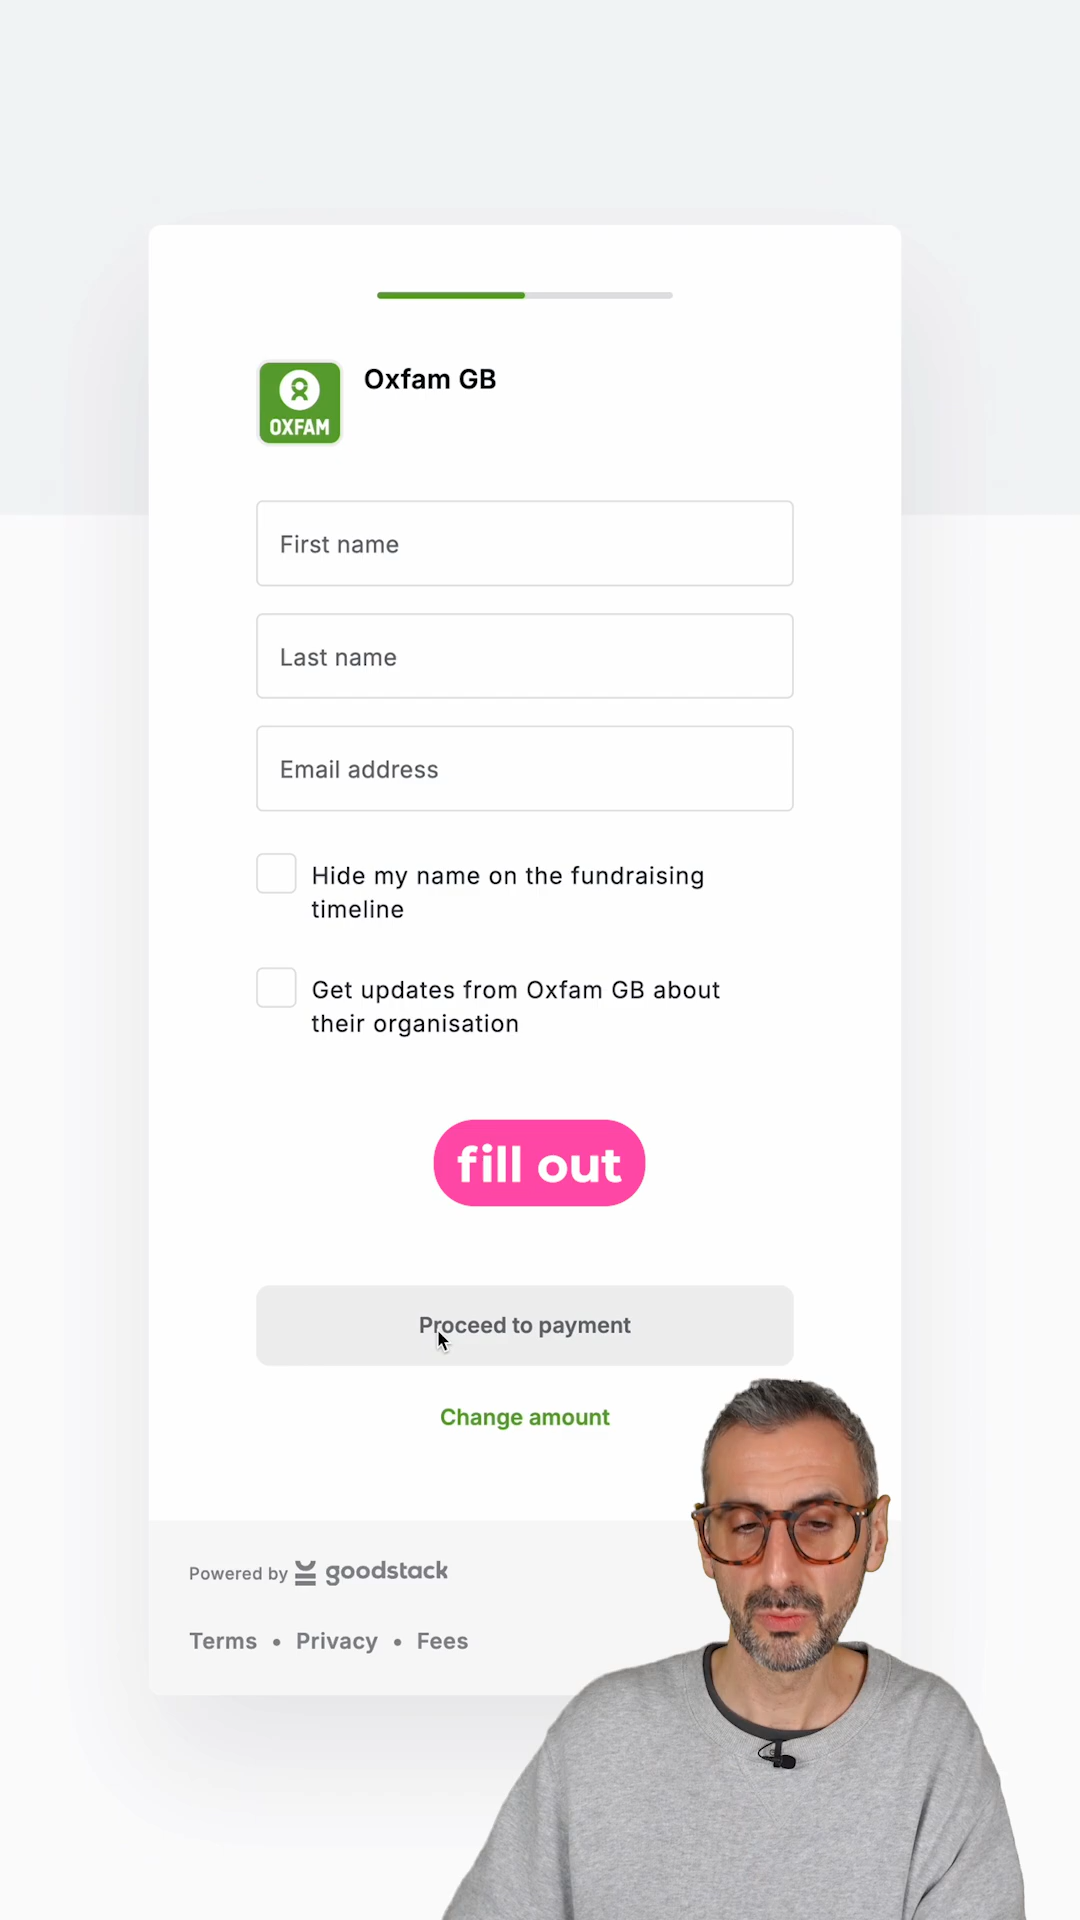 Oxfam GB
OXFAM
First name
Last name
Email address
Hide my name on the fundraising
timeline
Get updates from Oxfam GB about
their organisation
fill out
Proceed to payment
Change amount
Powered by goodstack
Terms • Privacy • Fees